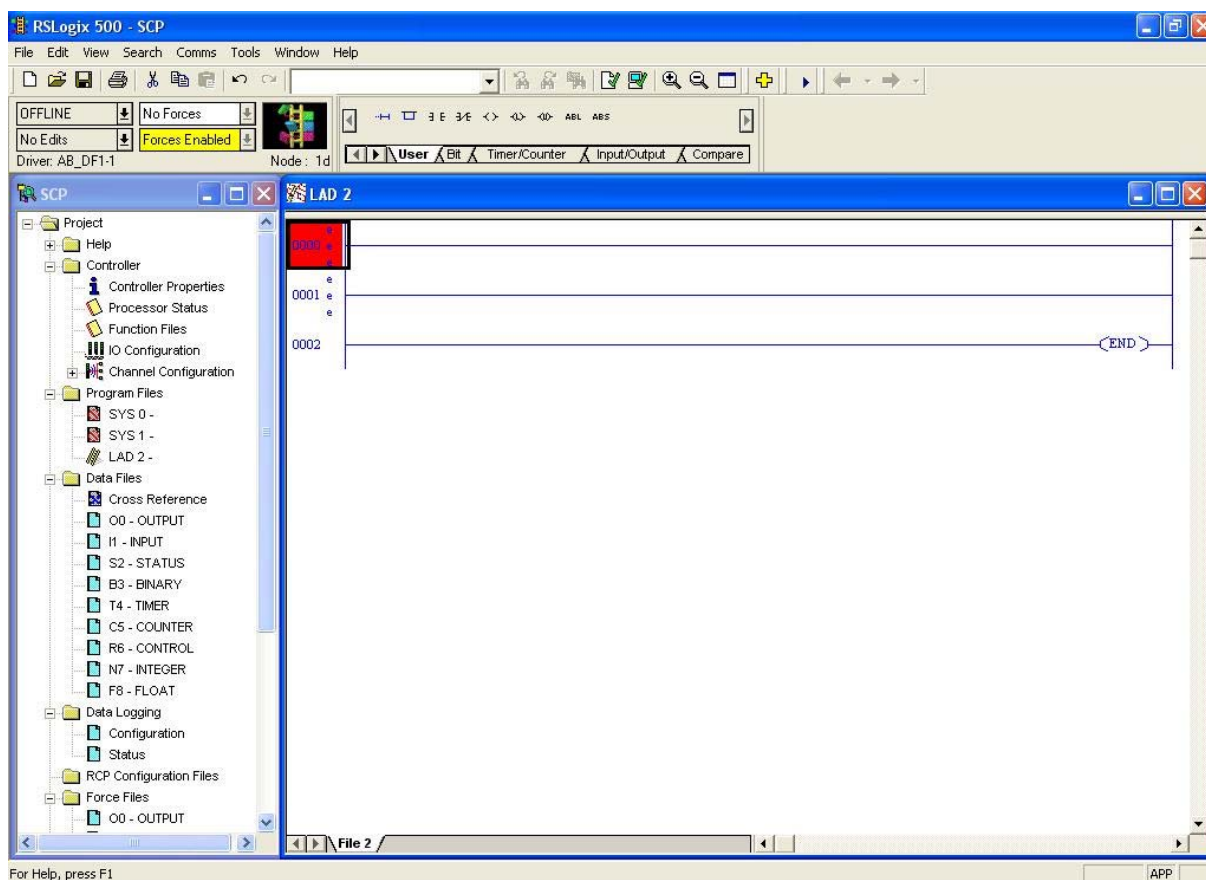 RSLogix 500 - SCP
File Edit View Search Comms Tools Window Help
OFFLINE No Forces
No Edits Forces Enabled
Driver: AB_DF1-1 Node : 1d
ABL ABS
User Bit Timer/Counter Input/Output Compare
SCP
Project
Help
Controller
Controller Properties
Processor Status
Function Files
IO Configuration
Channel Configuration
Program Files
SYS 0 -
SYS 1 -
LAD 2 -
Data Files
Cross Reference
O0 - OUTPUT
I1 - INPUT
S2 - STATUS
B3 - BINARY
T4 - TIMER
C5 - COUNTER
R6 - CONTROL
N7 - INTEGER
F8 - FLOAT
Data Logging
Configuration
Status
RCP Configuration Files
Force Files
O0 - OUTPUT
LAD 2
e
0000 e
e
e
0001 e
e
0002 END
File 2
For Help, press F1 APP